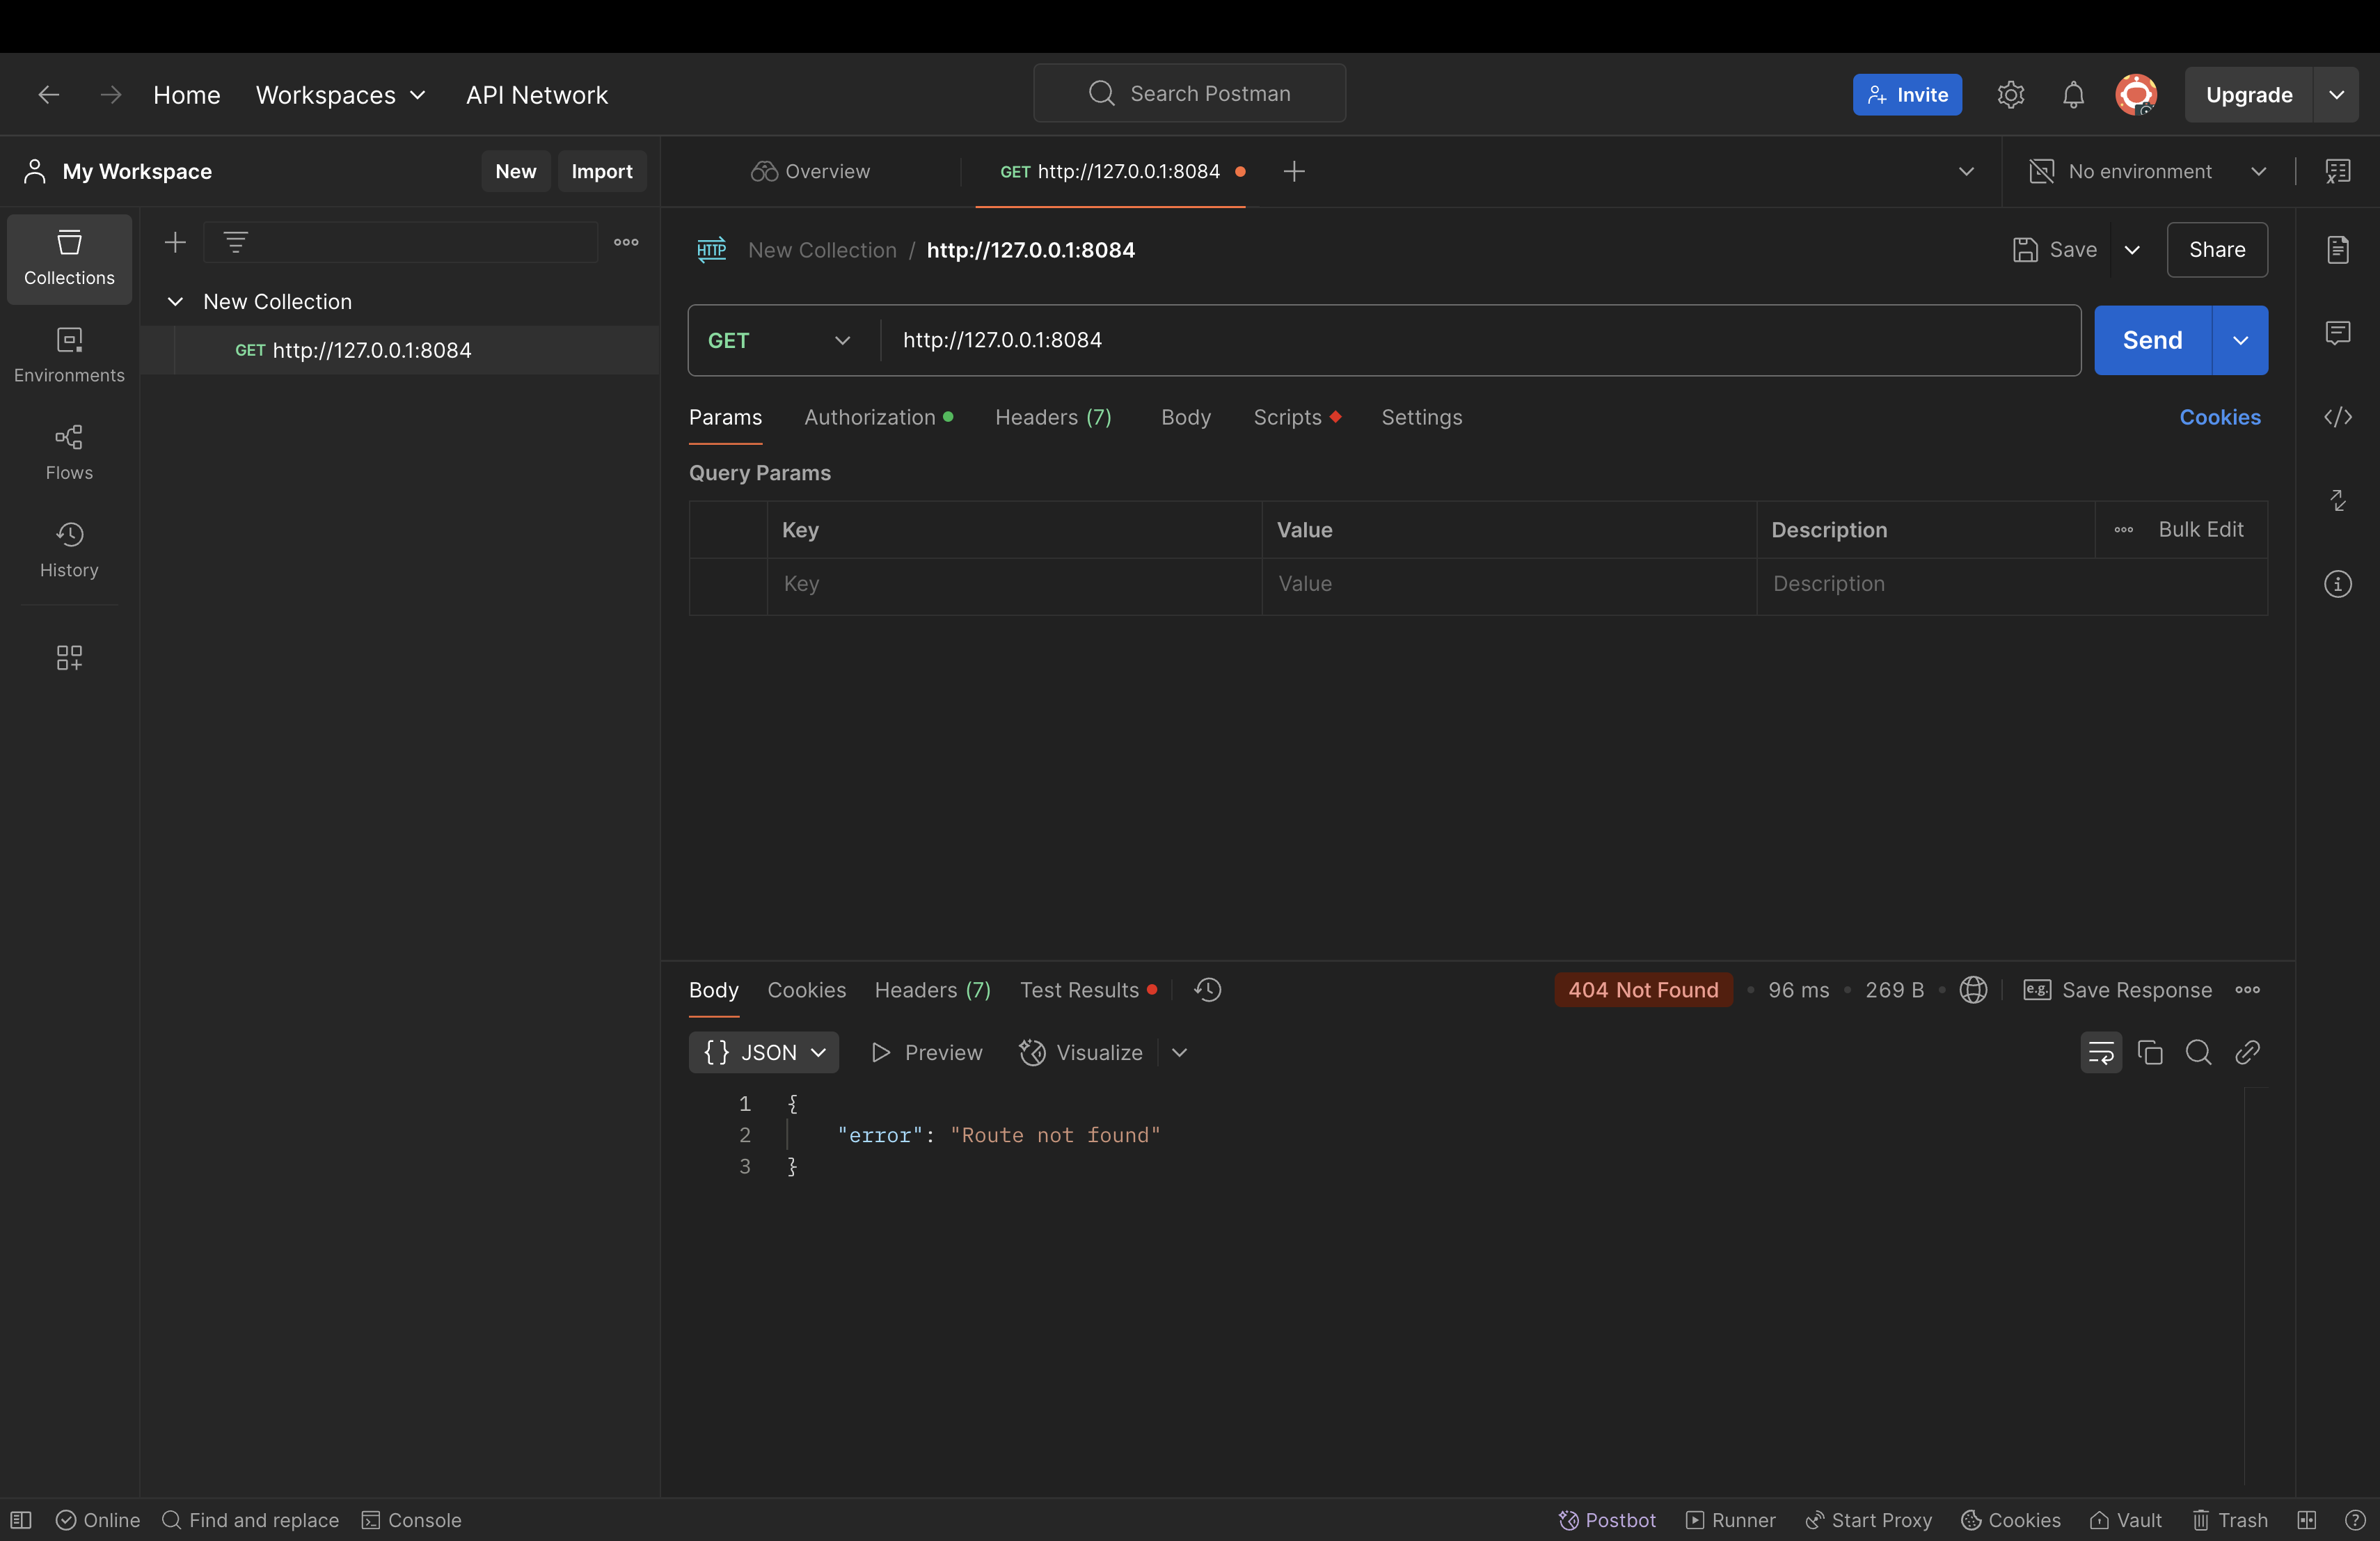 Home Workspaces API Network Search Postman Invite Upgrade
My Workspace New Import Overview GET http://127.0.0.1:8084 No environment
Collections
Environments
Flows
History
New Collection
GET http://127.0.0.1:8084
HTTP New Collection / http://127.0.0.1:8084 Save Share
GET http://127.0.0.1:8084 Send
Params Authorization Headers (7) Body Scripts Settings Cookies
Query Params
Key Value Description Bulk Edit
Key Value Description
Body Cookies Headers (7) Test Results 404 Not Found 96 ms 269 B e.g. Save Response
{} JSON Preview Visualize
1 {
2 "error": "Route not found"
3 }
Online Find and replace Console Postbot Runner Start Proxy Cookies Vault Trash